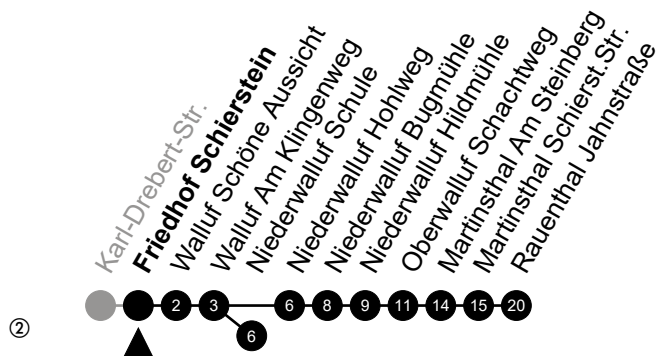 Karl-Drebert-Str.
Friedhof Schierstein
Walluf Schöne Aussicht
Walluf Am Klingenweg
Niederwalluf Schule
Niederwalluf Hohlweg
Niederwalluf Bugmühle
Niederwalluf Hildmühle
Oberwalluf Schachtweg
Martinsthal Am Steinberg
Martinsthal Schierst.Str.
Rauenthal Jahnstraße
2 3 6 8 9 11 14 15 20
6
②